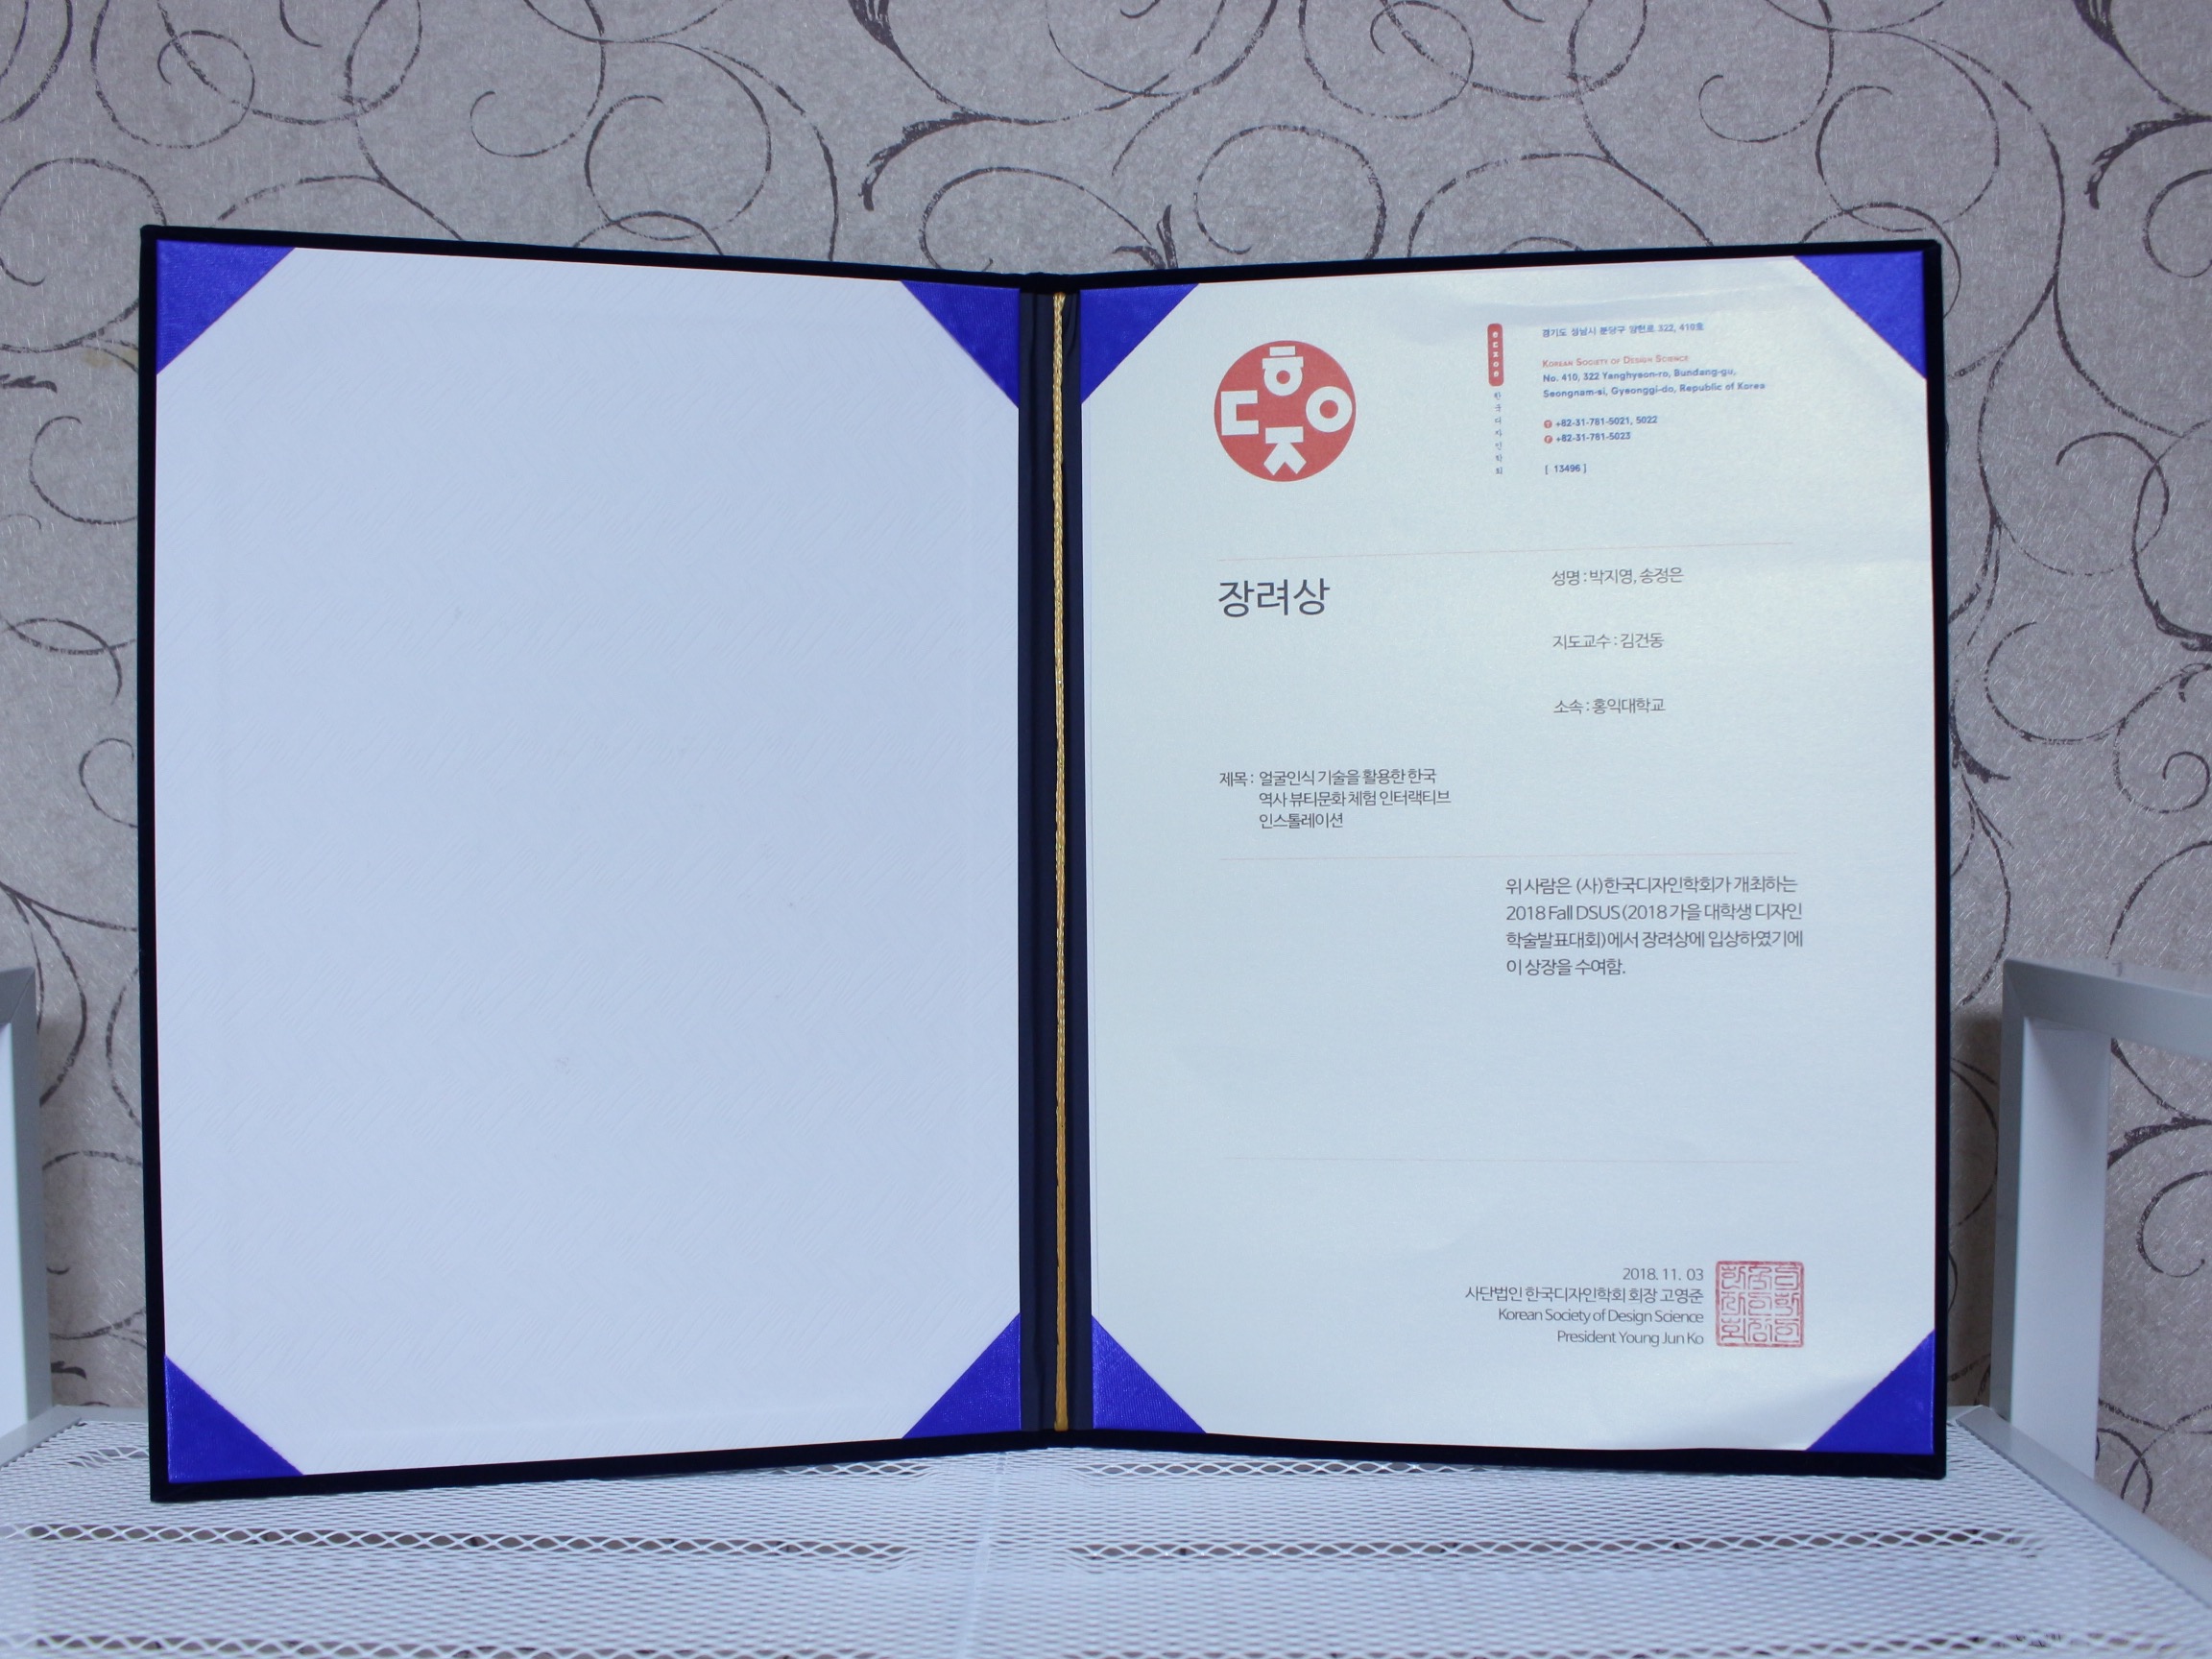 흥
ㄷ ㅇ
ㅈ
한국디자인학회
경기도 성남시 분당구 양현로 322, 410호
KOREAN SOCIETY OF DESIGN SCIENCE
No. 410, 322 Yanghyeon-ro, Bundang-gu,
Seongnam-si, Gyeonggi-do, Republic of Korea
+82-31-781-5021, 5022
+82-31-781-5023
[ 13496 ]
장려상
성명 : 박지영, 송정은
지도교수 : 김건동
소속 : 홍익대학교
제목 : 얼굴인식 기술을 활용한 한국
역사 뷰티문화 체험 인터랙티브
인스톨레이션
위 사람은 (사)한국디자인학회가 개최하는
2018 Fall DSUS(2018 가을 대학생 디자인
학술발표대회)에서 장려상에 입상하였기에
이 상장을 수여함.
2018. 11. 03
사단법인 한국디자인학회 회장 고영준
Korean Society of Design Science
President Young Jun Ko